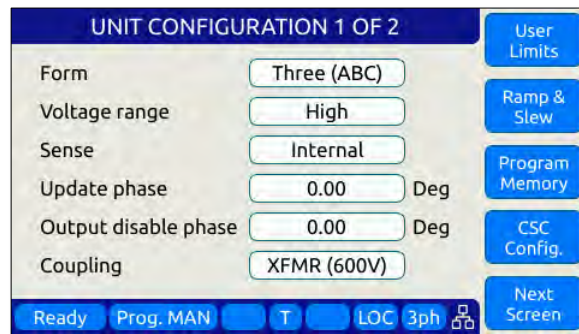 UNIT CONFIGURATION 1 OF 2
Form Three (ABC)
Voltage range High
Sense Internal
Update phase 0.00 Deg
Output disable phase 0.00 Deg
Coupling XFMR (600V)
Ready Prog. MAN T LOC 3ph
User
Limits
Ramp &
Slew
Program
Memory
CSC
Config.
Next
Screen